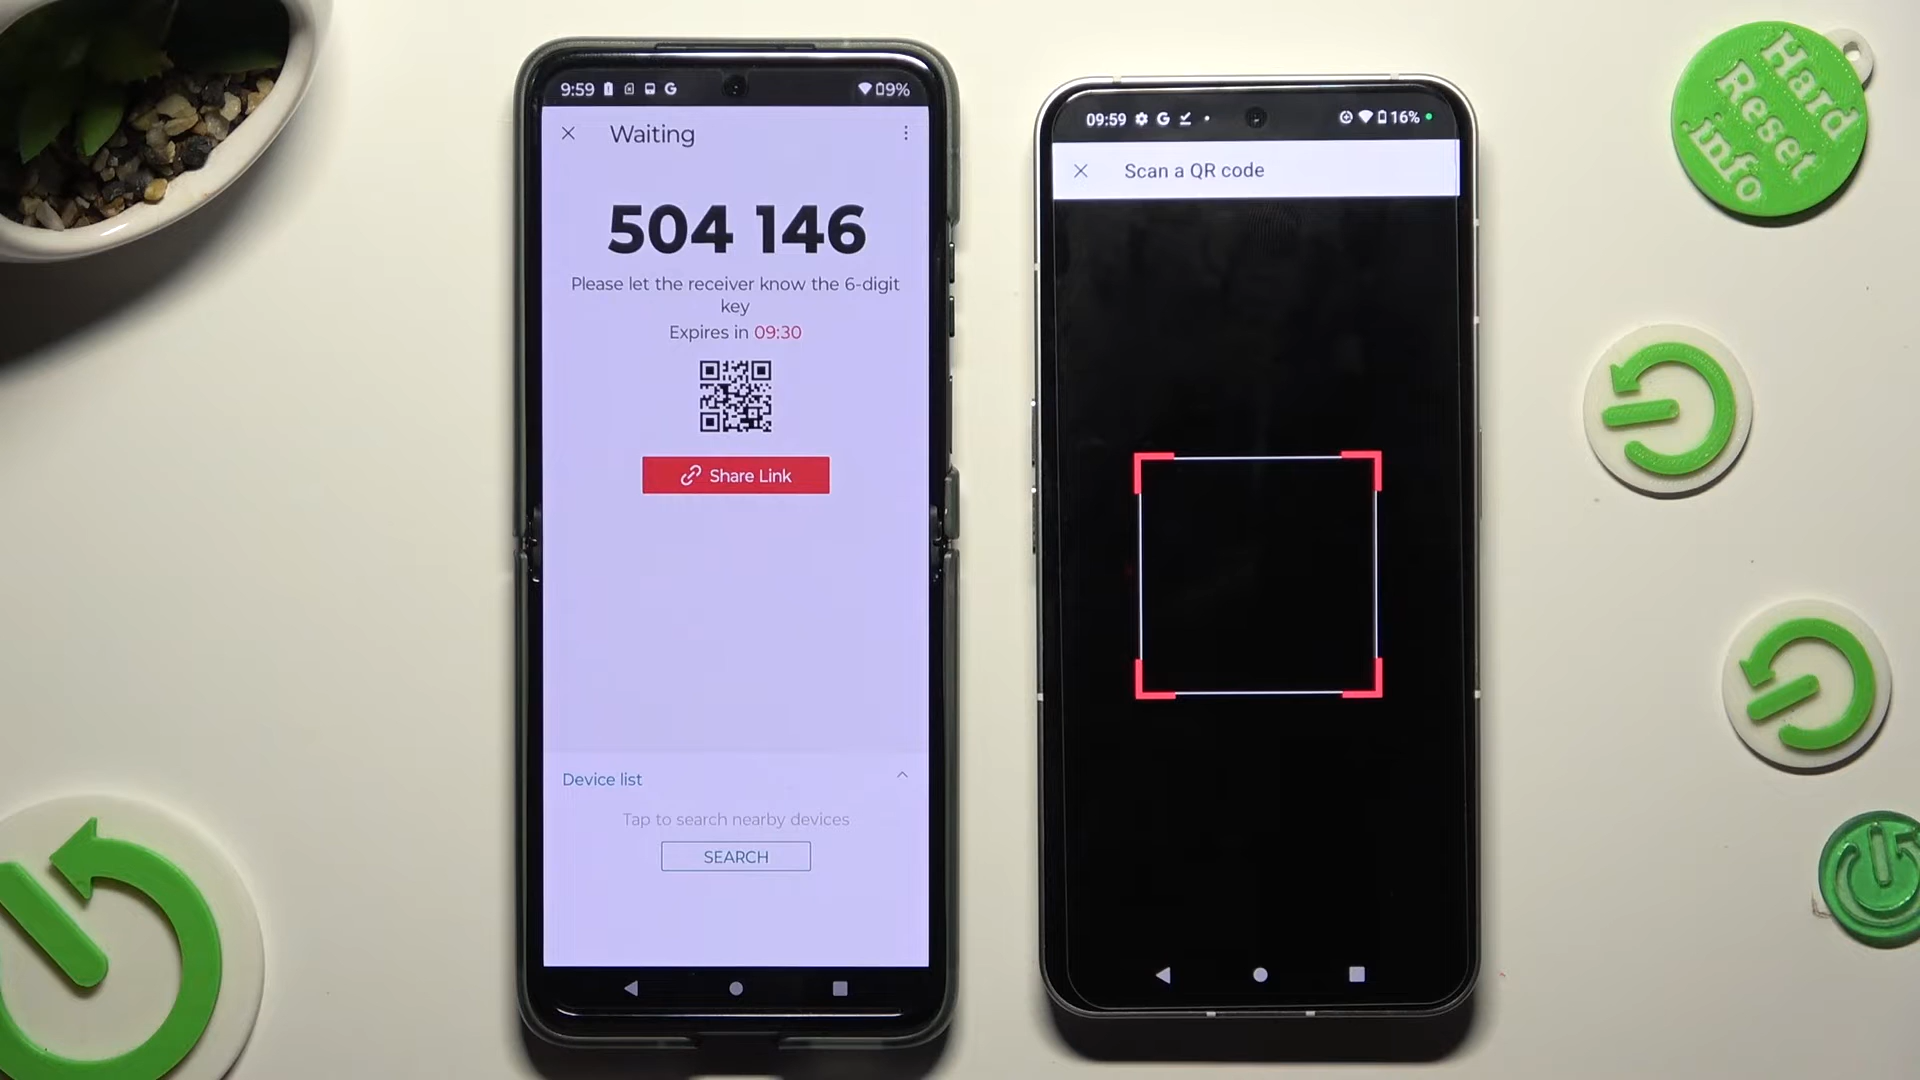 9:59
9%
Waiting
504 146
Please let the receiver know the 6-digit
key
Expires in 09:30
Share Link
Device list
Tap to search nearby devices
SEARCH
09:59
16%
Scan a QR code
Hard
Reset
.info